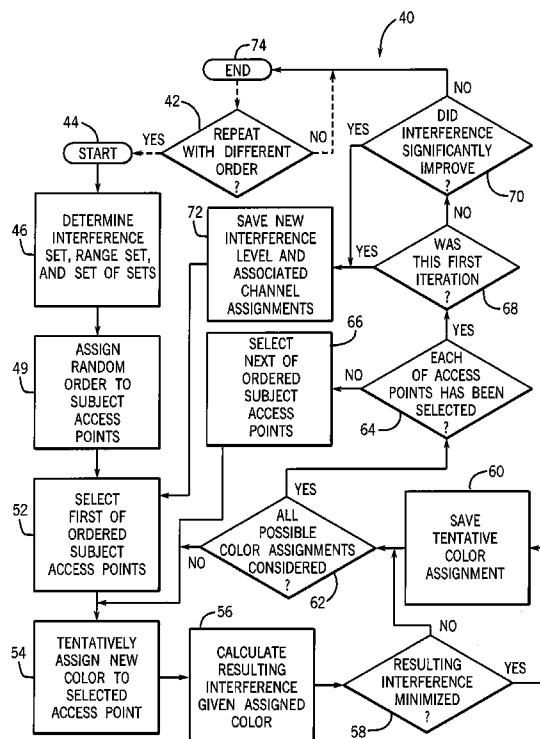 40
74
END
42
REPEAT
WITH DIFFERENT
ORDER
?
YES
NO
44
START
46
DETERMINE
INTERFERENCE
SET, RANGE SET,
AND SET OF SETS
49
ASSIGN
RANDOM
ORDER TO
SUBJECT
ACCESS
POINTS
52
SELECT
FIRST OF
ORDERED
SUBJECT
ACCESS POINTS
54
TENTATIVELY
ASSIGN NEW
COLOR TO
SELECTED
ACCESS POINT
56
CALCULATE
RESULTING
INTERFERENCE
GIVEN ASSIGNED
COLOR
RESULTING
INTERFERENCE
MINIMIZED
?
58
NO
YES
60
SAVE
TENTATIVE
COLOR
ASSIGNMENT
ALL
POSSIBLE
COLOR ASSIGNMENTS
CONSIDERED
?
62
NO
YES
EACH
OF ACCESS
POINTS HAS BEEN
SELECTED
?
64
NO
YES
66
SELECT
NEXT OF
ORDERED
SUBJECT
ACCESS
POINTS
WAS
THIS FIRST
ITERATION
?
68
YES
NO
DID
INTERFERENCE
SIGNIFICANTLY
IMPROVE
?
70
YES
NO
72
SAVE NEW
INTERFERENCE
LEVEL AND
ASSOCIATED
CHANNEL
ASSIGNMENTS